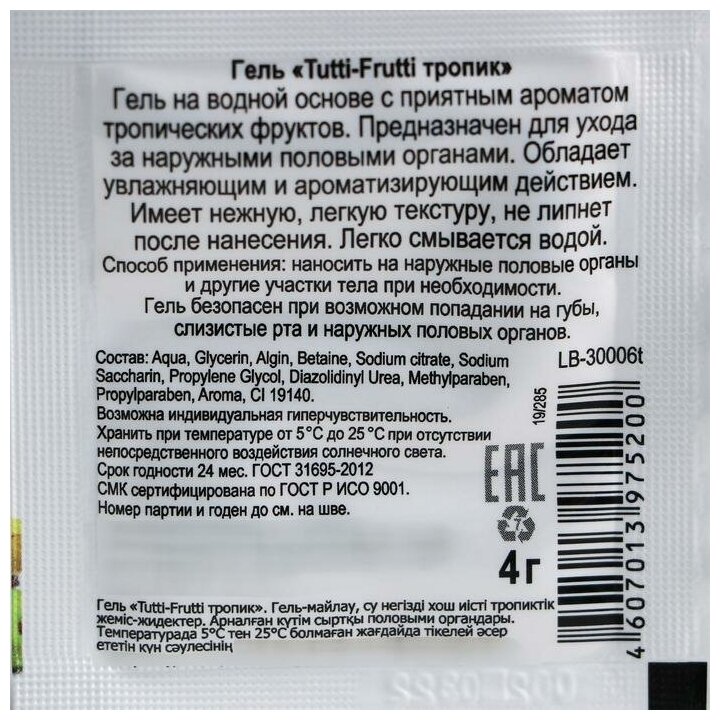 Гель «Tutti-Frutti тропик»
Гель на водной основе с приятным ароматом
тропических фруктов. Предназначен для ухода
за наружными половыми органами. Обладает
увлажняющим и ароматизирующим действием.
Имеет нежную, легкую текстуру, не липнет
после нанесения. Легко смывается водой.
Способ применения: наносить на наружные половые органы
и другие участки тела при необходимости.
Гель безопасен при возможном попадании на губы,
слизистые рта и наружных половых органов.
Состав: Aqua, Glycerin, Algin, Betaine, Sodium citrate, Sodium
Saccharin, Propylene Glycol, Diazolidinyl Urea, Methylparaben,
Propylparaben, Aroma, CI 19140.
Возможна индивидуальная гиперчувствительность.
Хранить при температуре от 5°C до 25 °C при отсутствии
непосредственного воздействия солнечного света.
Срок годности 24 мес. ГОСТ 31695-2012
СМК сертифицирована по ГОСТ Р ИСО 9001.
Номер партии и годен до см. на шве.
LB-30006t
19/285
4 607013 975200
EAC
7
4 г
Гель «Tutti-Frutti тропик». Гель-майлау, су негізді хош иісті тропиктік
жеміс-жидектер. Арналған күтім сыртқы половыми органдары.
Температурада 5°C тен 25°C болмаған жағдайда тікелей әсер
ететін күн сәулесінің